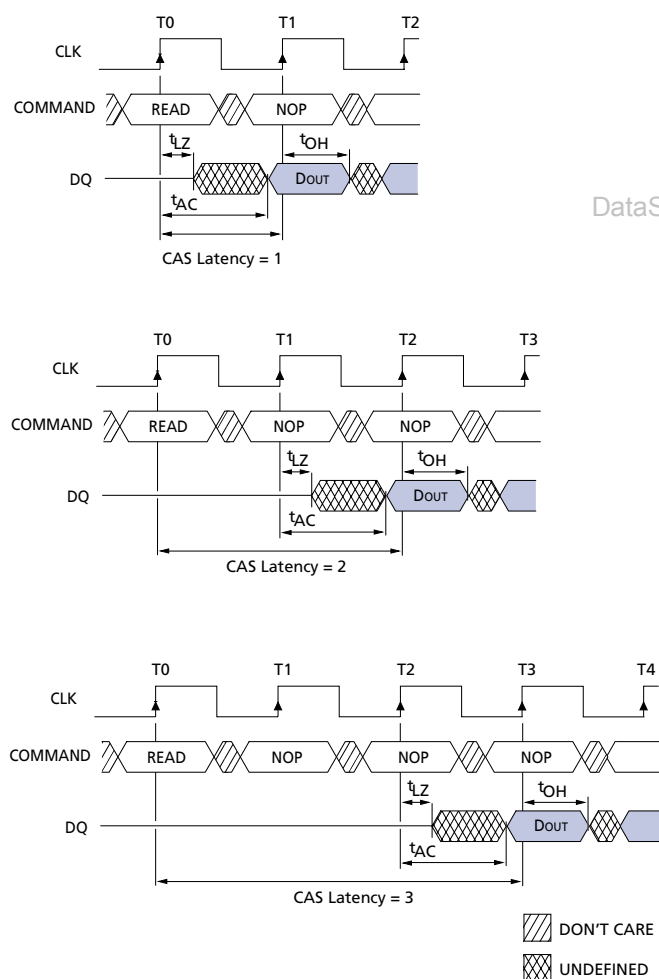 T0 T1 T2
CLK
COMMAND READ NOP
tLZ tOH
DQ DOUT
tAC
CAS Latency = 1
DataS
T0 T1 T2 T3
CLK
COMMAND READ NOP NOP
tLZ tOH
DQ DOUT
tAC
CAS Latency = 2
T0 T1 T2 T3 T4
CLK
COMMAND READ NOP NOP NOP
tLZ tOH
DQ DOUT
tAC
CAS Latency = 3
DON'T CARE
UNDEFINED